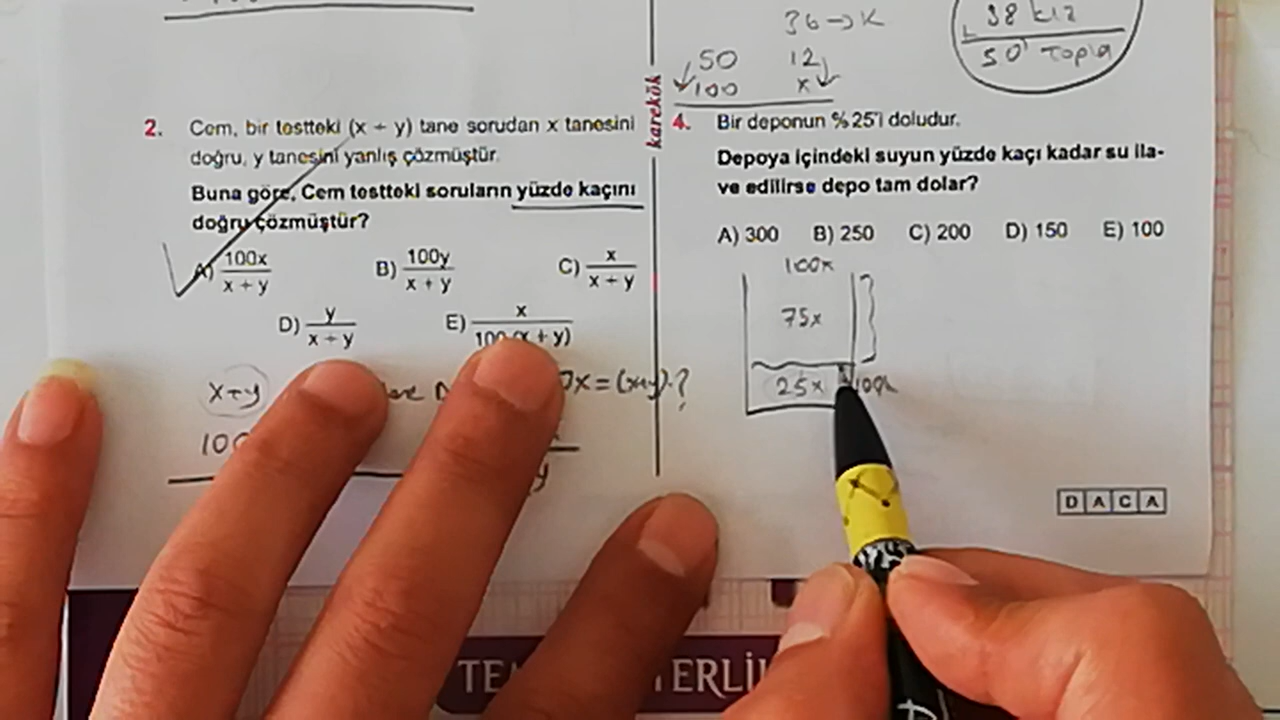 2. Cem, bir testteki (x + y) tane sorudan x tanesini
doğru, y tanesini yanlış çözmüştür.
Buna göre, Cem testteki soruların yüzde kaçını
doğru çözmüştür?
A) 100x / x + y
B) 100y / x + y
C) x / x + y
D) y / x + y
E) x / 100 (x + y)
x+y
100
x = (x+y).?
y
karekök
36 → K
50 12
100 x
38 kız
50 Topla
4. Bir deponun %25'i doludur.
Depoya içindeki suyun yüzde kaçı kadar su ila-
ve edilirse depo tam dolar?
A) 300 B) 250 C) 200 D) 150 E) 100
100x
75x
25x
D A C A
TE
ERLİ